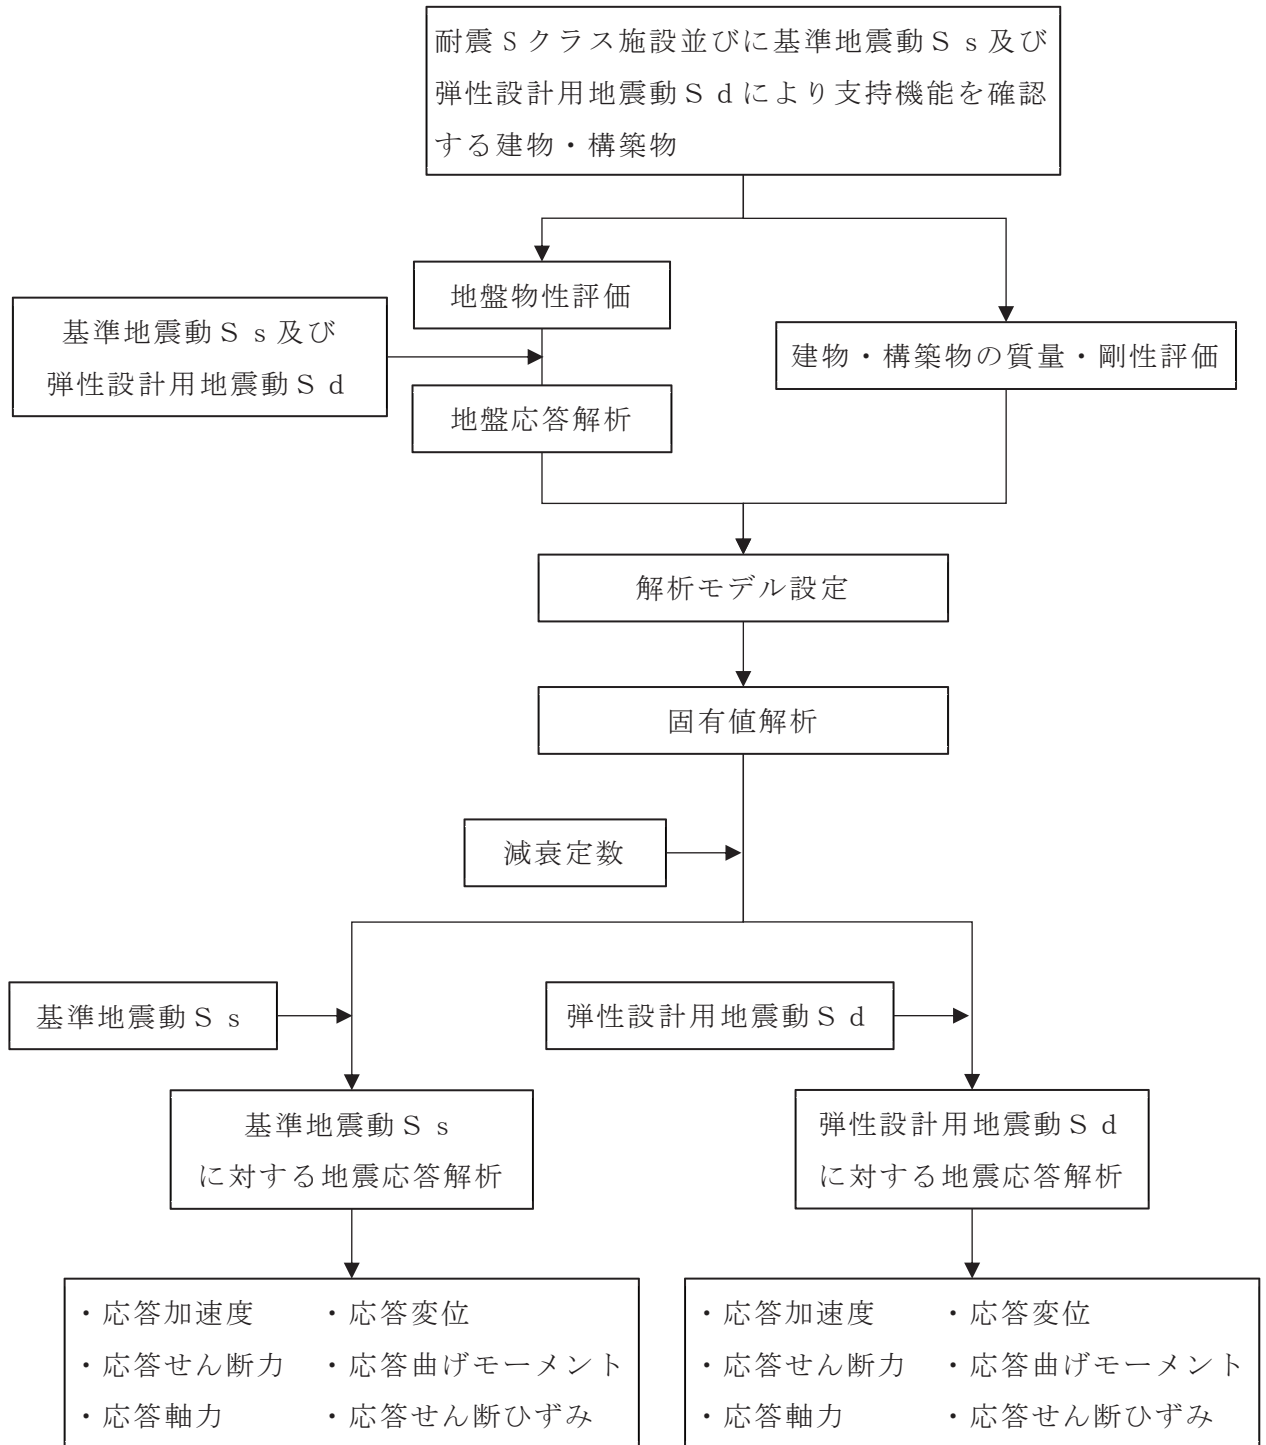 耐震Sクラス施設並びに基準地震動Ss及び
弾性設計用地震動Sdにより支持機能を確認
する建物・構築物
地盤物性評価
基準地震動Ss及び
弾性設計用地震動Sd
建物・構築物の質量・剛性評価
地盤応答解析
解析モデル設定
固有値解析
減衰定数
基準地震動Ss
弾性設計用地震動Sd
基準地震動Ss
に対する地震応答解析
弾性設計用地震動Sd
に対する地震応答解析
・応答加速度 ・応答変位
・応答せん断力 ・応答曲げモーメント
・応答軸力 ・応答せん断ひずみ
・応答加速度 ・応答変位
・応答せん断力 ・応答曲げモーメント
・応答軸力 ・応答せん断ひずみ